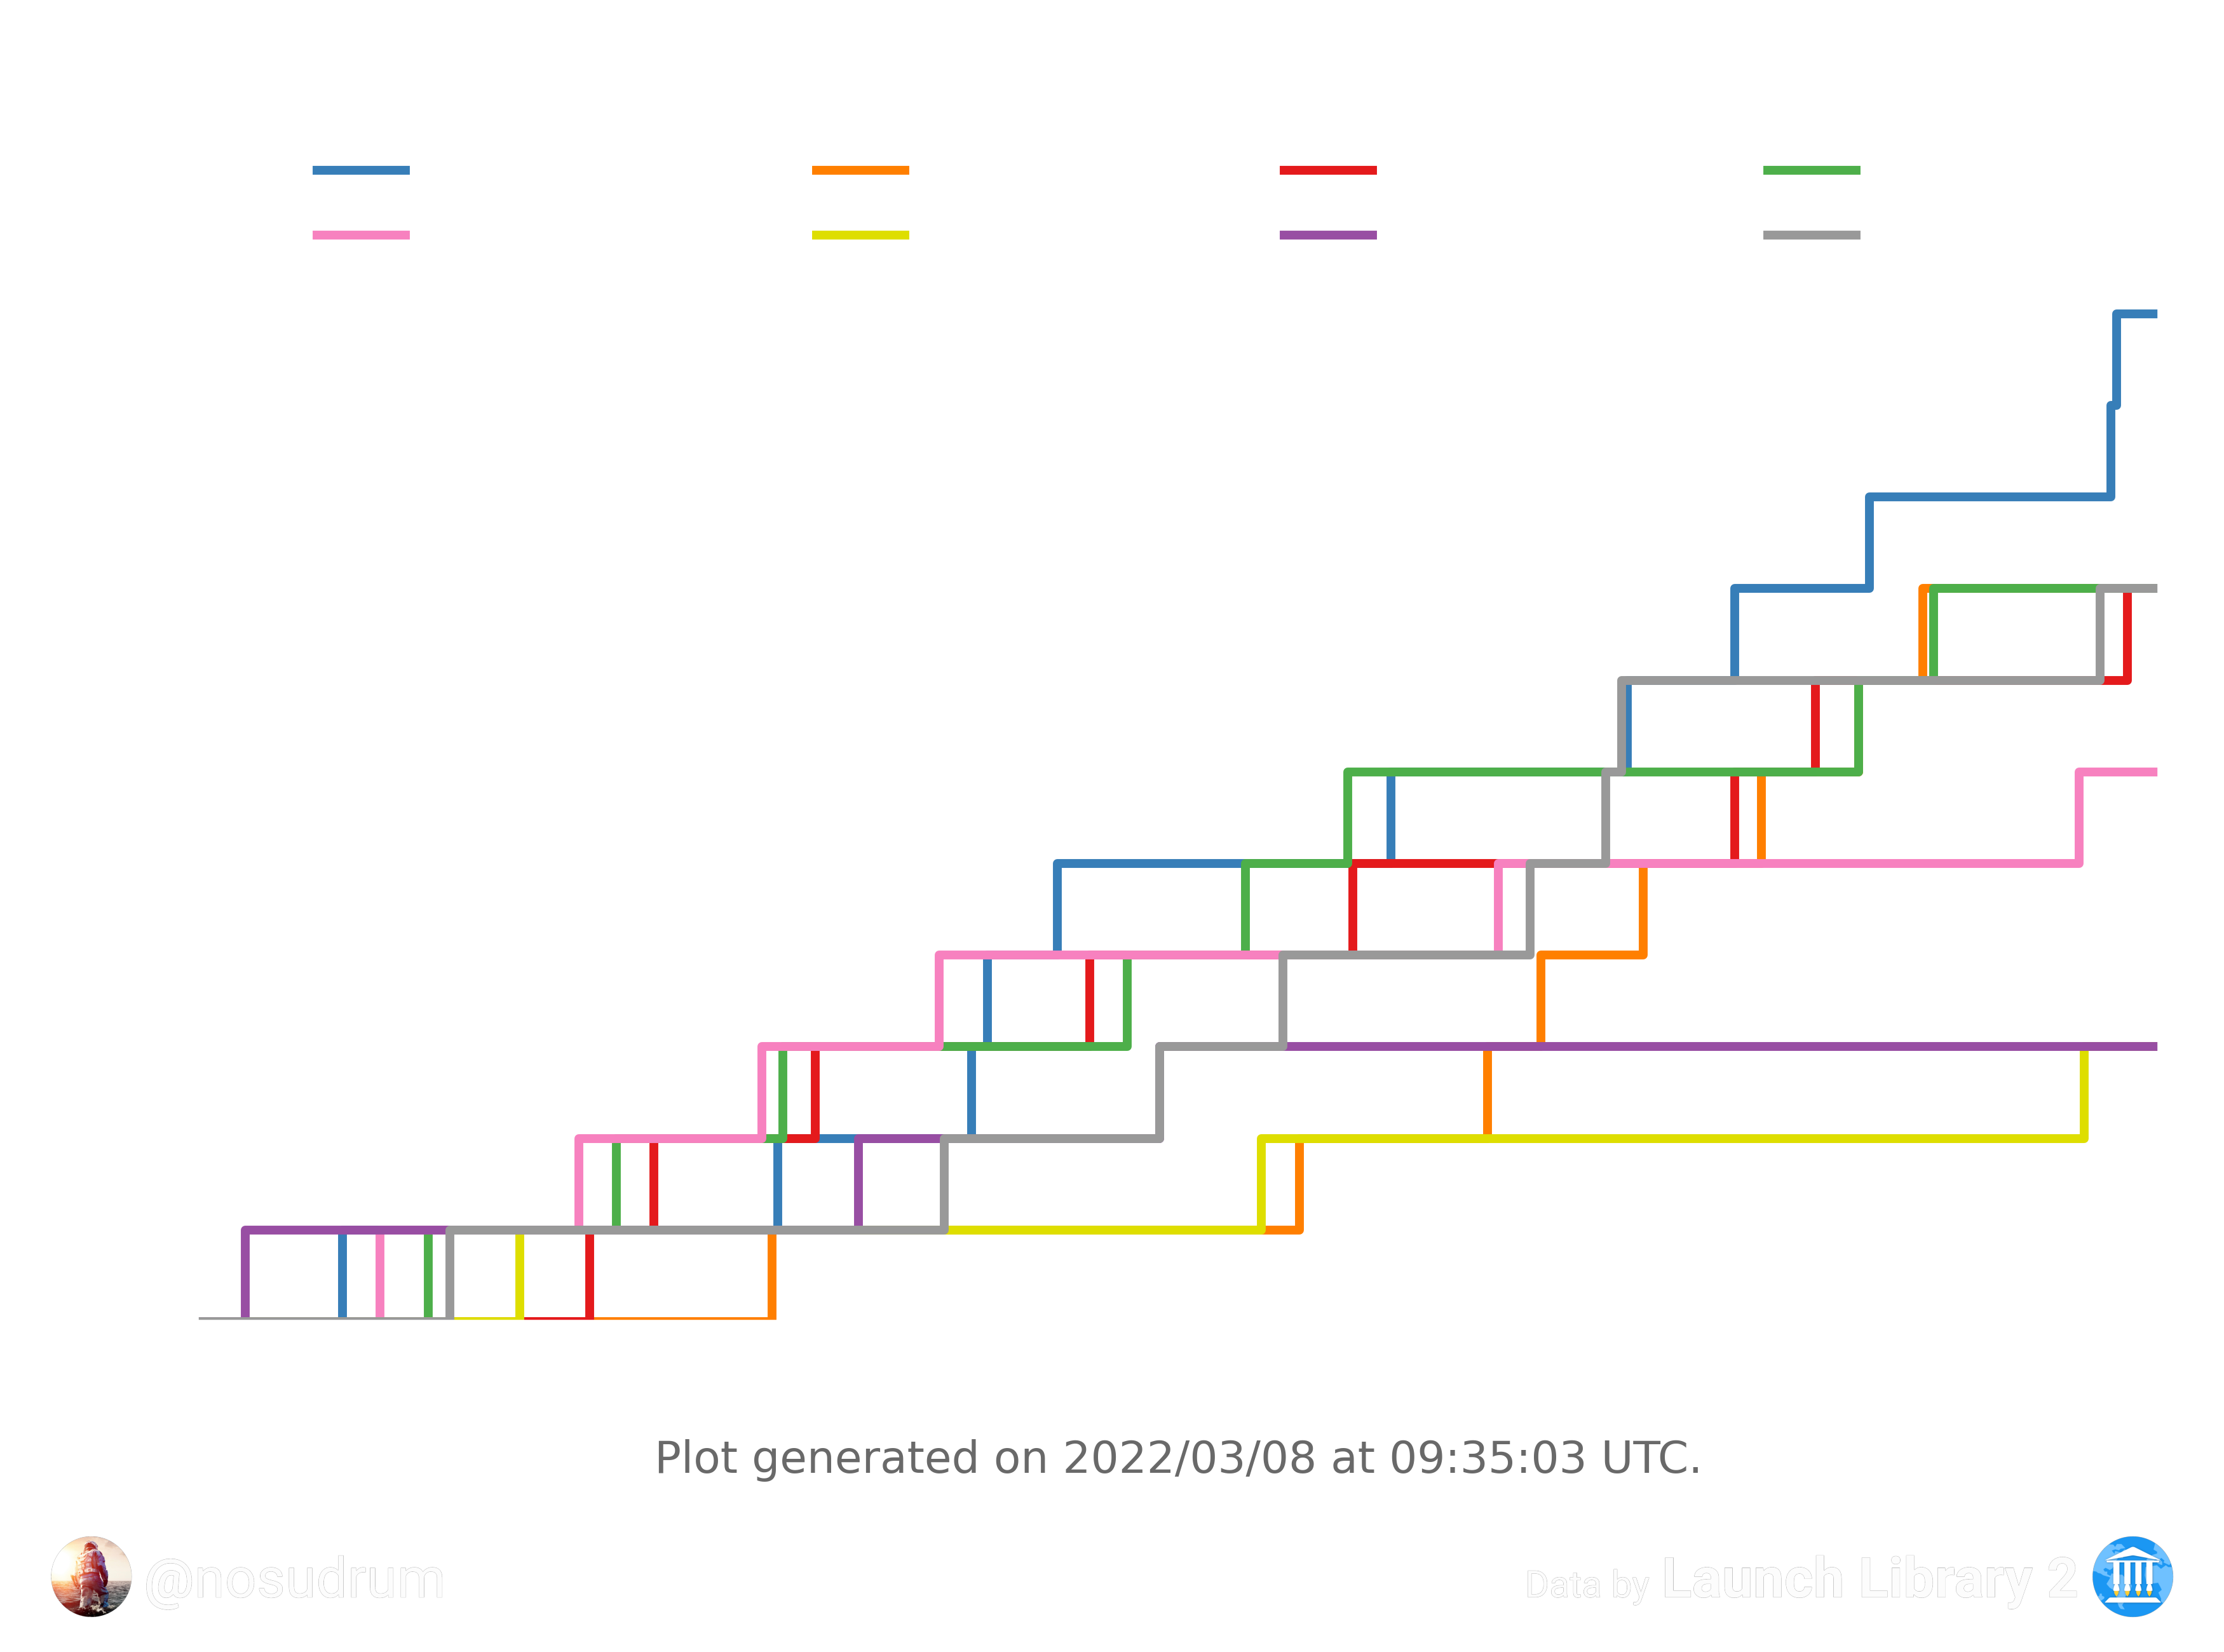 Plot generated on 2022/03/08 at 09:35:03 UTC.
@nosudrum
Data by Launch Library 2